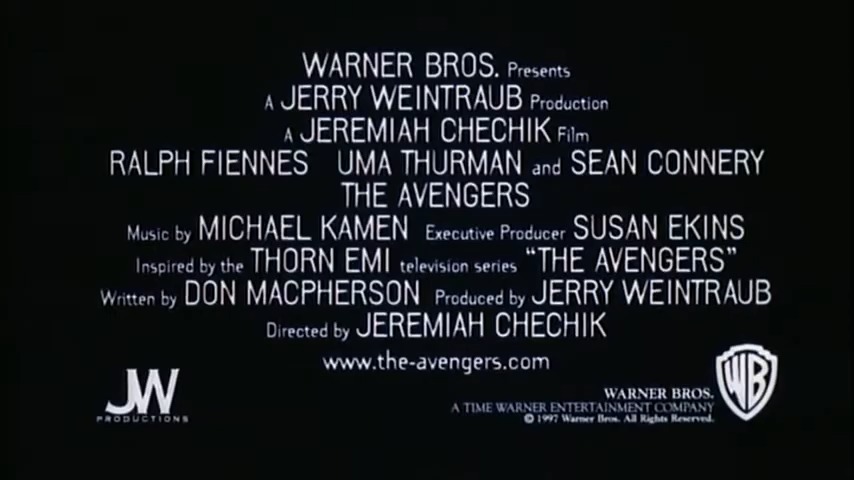 WARNER BROS. Presents
A JERRY WEINTRAUB Production
A JEREMIAH CHECHIK Film
RALPH FIENNES UMA THURMAN and SEAN CONNERY
THE AVENGERS
Music by MICHAEL KAMEN Executive Producer SUSAN EKINS
Inspired by the THORN EMI television series “THE AVENGERS”
Written by DON MACPHERSON Produced by JERRY WEINTRAUB
Directed by JEREMIAH CHECHIK
www.the-avengers.com
JW
PRODUCTIONS
WB
WARNER BROS.
A TIME WARNER ENTERTAINMENT COMPANY
© 1997 Warner Bros. All Rights Reserved.